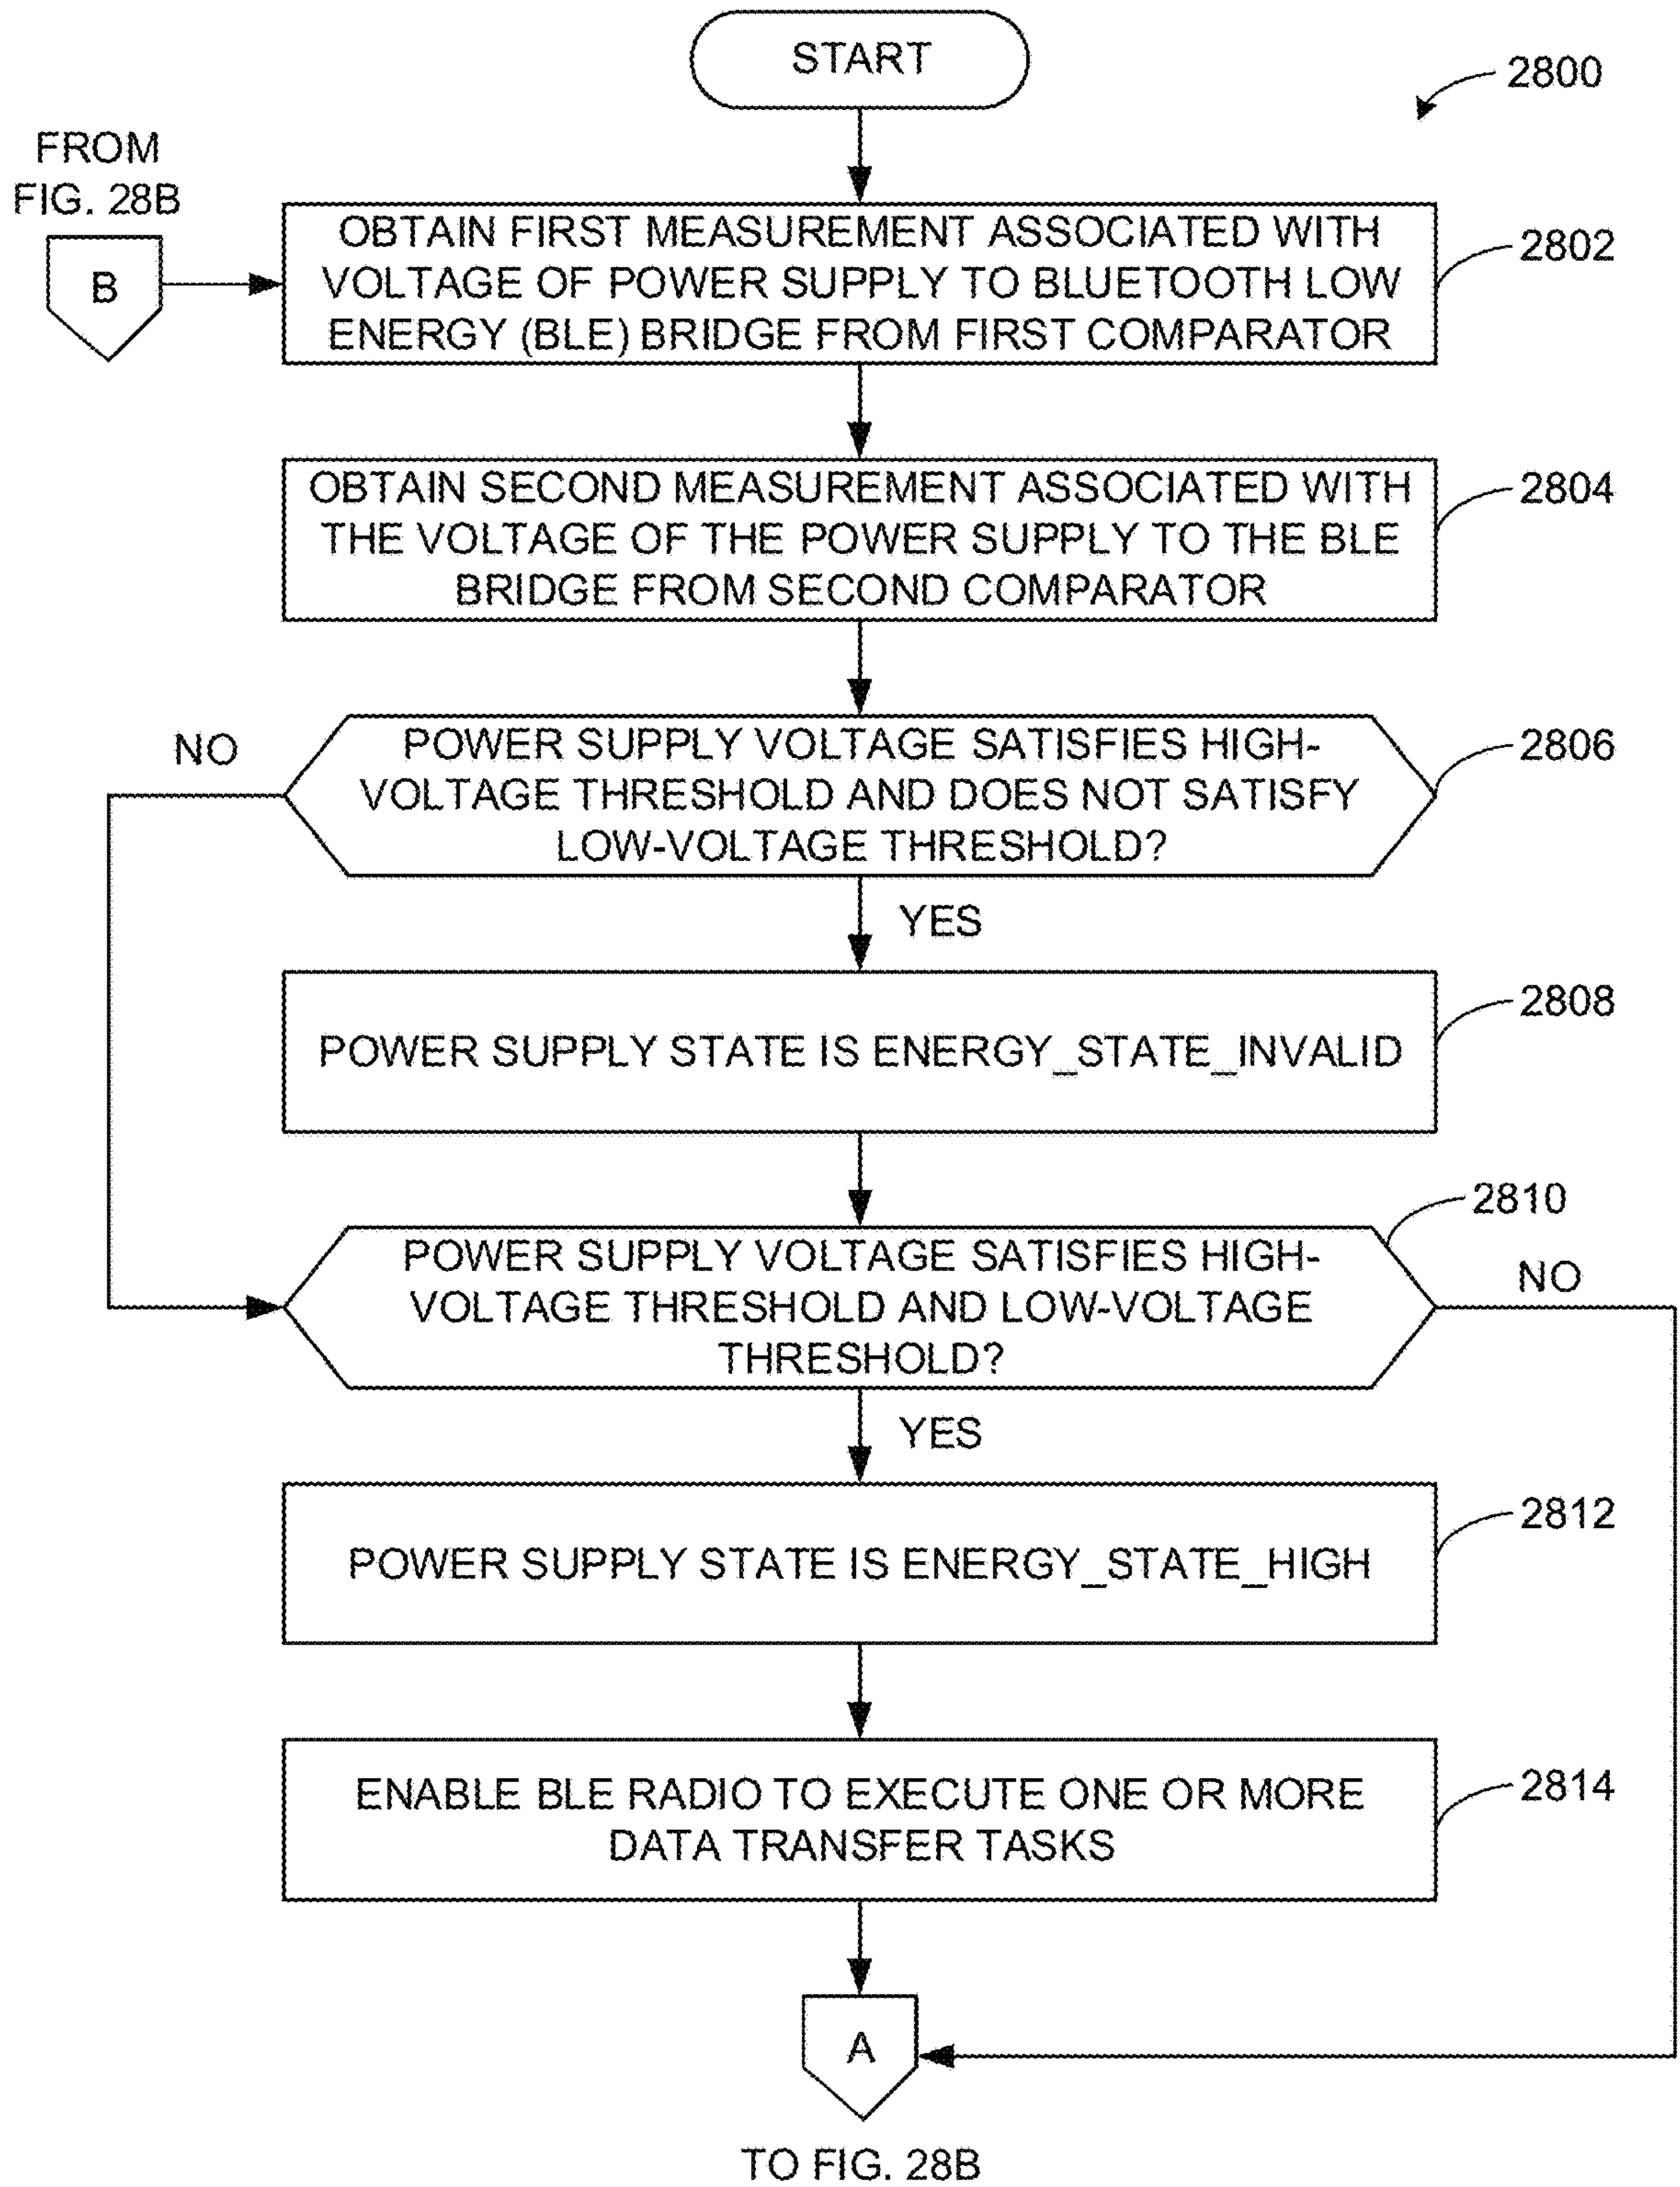 START
2800
FROM
FIG. 28B
B
OBTAIN FIRST MEASUREMENT ASSOCIATED WITH
VOLTAGE OF POWER SUPPLY TO BLUETOOTH LOW
ENERGY (BLE) BRIDGE FROM FIRST COMPARATOR
2802
OBTAIN SECOND MEASUREMENT ASSOCIATED WITH
THE VOLTAGE OF THE POWER SUPPLY TO THE BLE
BRIDGE FROM SECOND COMPARATOR
2804
NO
POWER SUPPLY VOLTAGE SATISFIES HIGH-
VOLTAGE THRESHOLD AND DOES NOT SATISFY
LOW-VOLTAGE THRESHOLD?
2806
YES
POWER SUPPLY STATE IS ENERGY_STATE_INVALID
2808
2810
POWER SUPPLY VOLTAGE SATISFIES HIGH-
VOLTAGE THRESHOLD AND LOW-VOLTAGE
THRESHOLD?
NO
YES
POWER SUPPLY STATE IS ENERGY_STATE_HIGH
2812
ENABLE BLE RADIO TO EXECUTE ONE OR MORE
DATA TRANSFER TASKS
2814
A
TO FIG. 28B